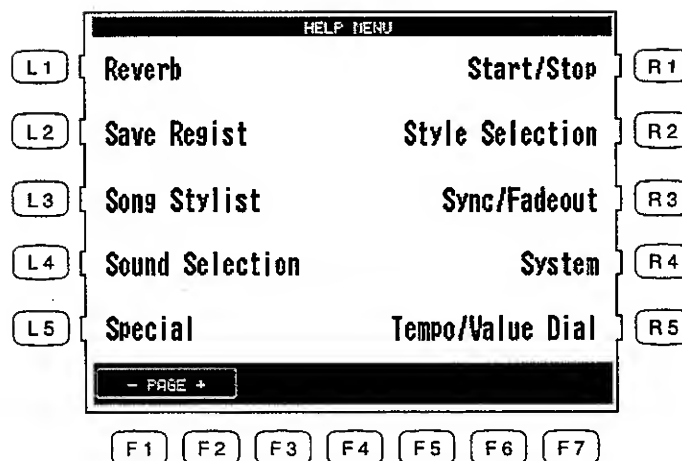 HELP MENU
L1 Reverb Start/Stop R1
L2 Save Regist Style Selection R2
L3 Song Stylist Sync/Fadeout R3
L4 Sound Selection System R4
L5 Special Tempo/Value Dial R5
- PAGE +
F1 F2 F3 F4 F5 F6 F7